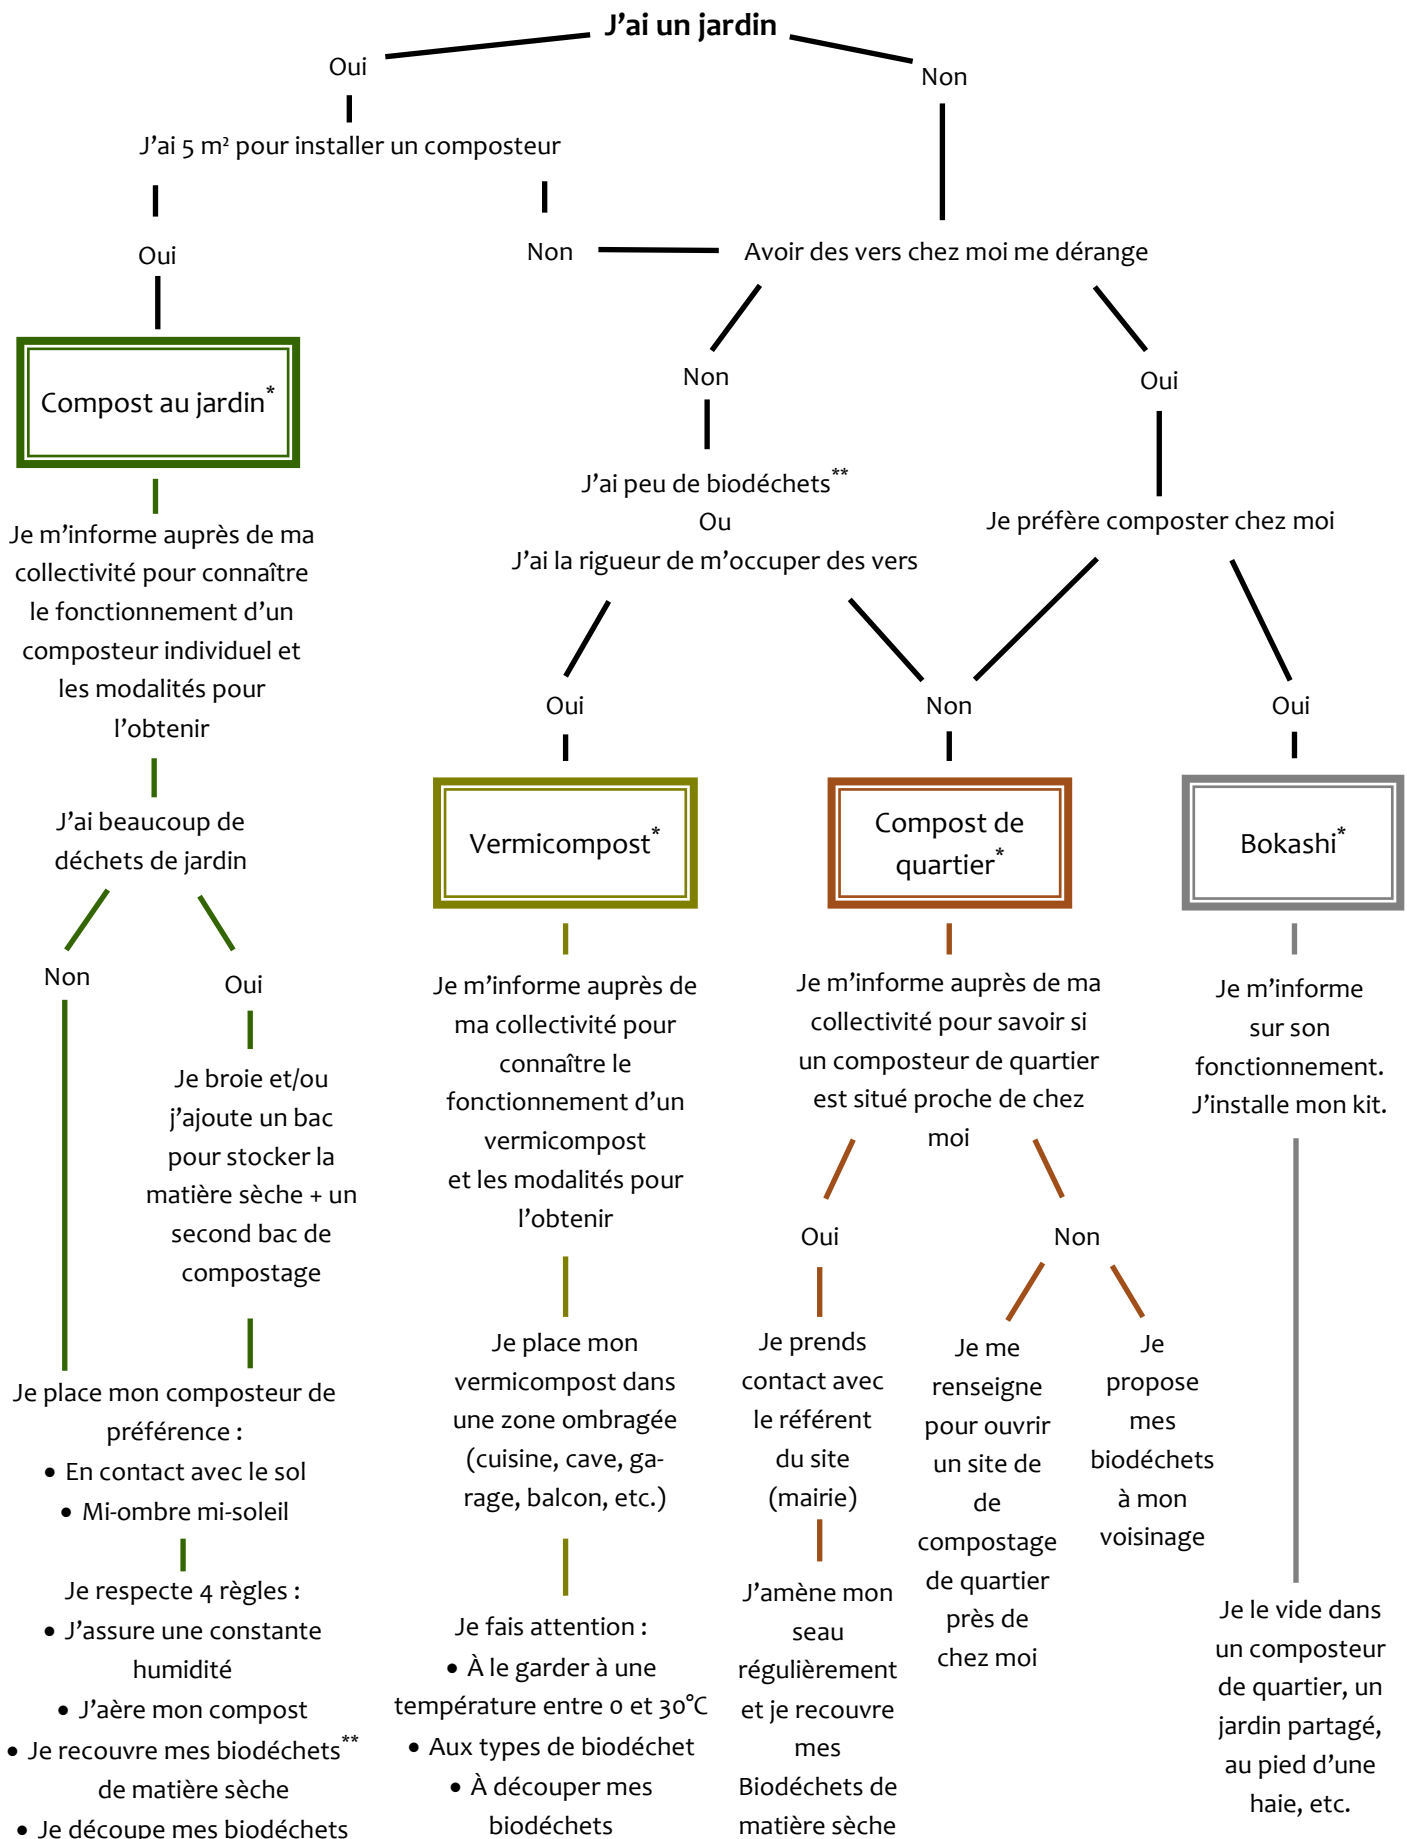 J’ai un jardin
Oui
Non
J’ai 5 m² pour installer un composteur
Oui
Non
Avoir des vers chez moi me dérange
Non
Oui
Compost au jardin*
J’ai peu de biodéchets**
Ou
J’ai la rigueur de m’occuper des vers
Je préfère composter chez moi
Je m’informe auprès de ma
collectivité pour connaître
le fonctionnement d’un
composteur individuel et
les modalités pour
l’obtenir
Oui
Non
Oui
J’ai beaucoup de
déchets de jardin
Vermicompost*
Compost de
quartier*
Bokashi*
Non
Oui
Je broie et/ou
j’ajoute un bac
pour stocker la
matière sèche + un
second bac de
compostage
Je place mon composteur de
préférence :
• En contact avec le sol
• Mi-ombre mi-soleil
Je respecte 4 règles :
• J’assure une constante
humidité
• J’aère mon compost
• Je recouvre mes biodéchets**
de matière sèche
• Je découpe mes biodéchets
Je m’informe auprès de
ma collectivité pour
connaître le
fonctionnement d’un
vermicompost
et les modalités pour
l’obtenir
Je place mon
vermicompost dans
une zone ombragée
(cuisine, cave, ga-
rage, balcon, etc.)
Je fais attention :
• À le garder à une
température entre 0 et 30°C
• Aux types de biodéchet
• À découper mes
biodéchets
Je m’informe auprès de ma
collectivité pour savoir si
un composteur de quartier
est situé proche de chez
moi
Oui
Non
Je prends
contact avec
le référent
du site
(mairie)
J’amène mon
seau
régulièrement
et je recouvre
mes
Biodéchets de
matière sèche
Je me
renseigne
pour ouvrir
un site de
de
compostage
de quartier
près de
chez moi
Je
propose
mes
biodéchets
à mon
voisinage
Je m’informe
sur son
fonctionnement.
J’installe mon kit.
Je le vide dans
un composteur
de quartier, un
jardin partagé,
au pied d’une
haie, etc.